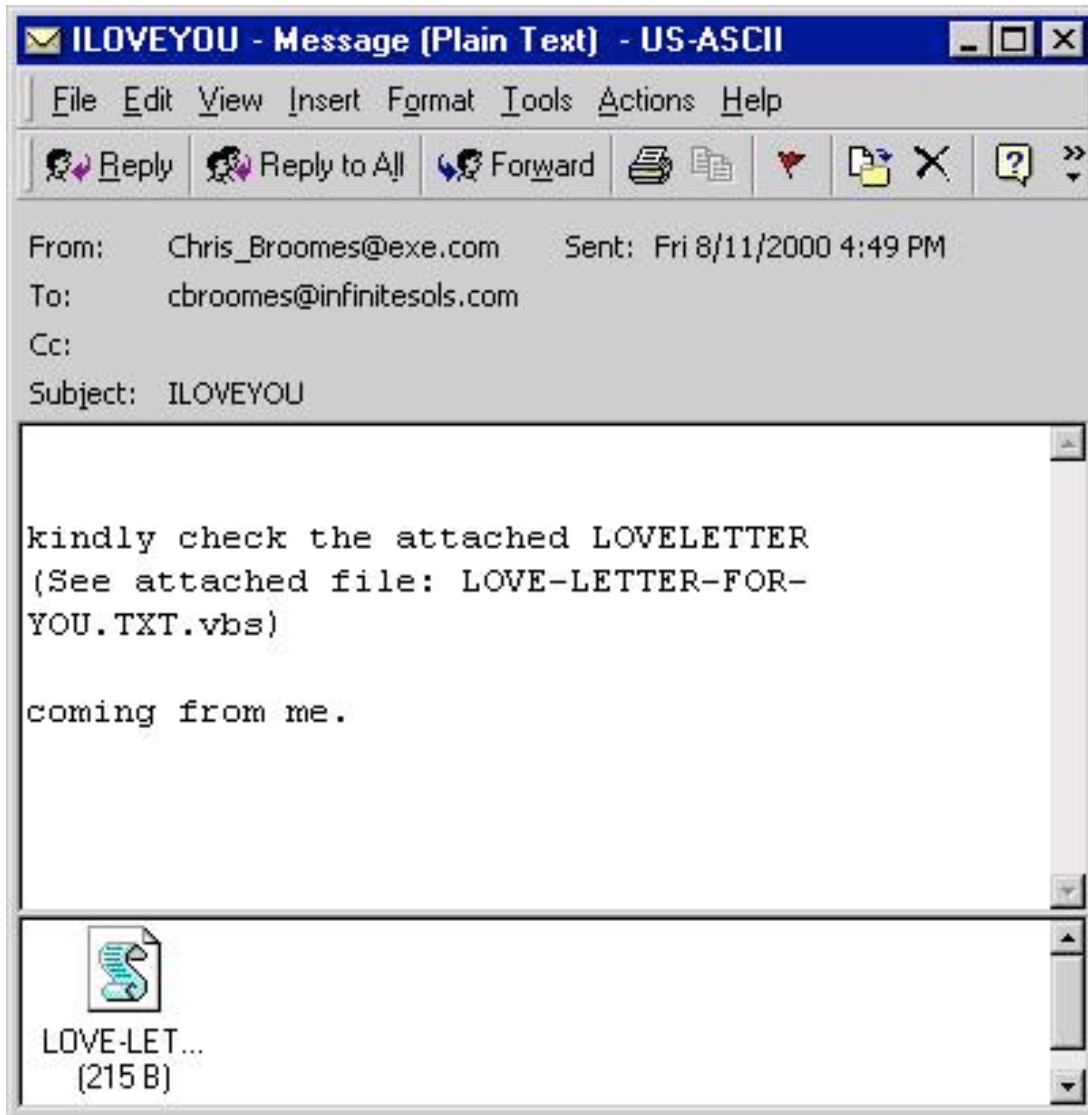 ILOVEYOU - Message (Plain Text) - US-ASCII
File Edit View Insert Format Tools Actions Help
Reply Reply to All Forward
From: Chris_Broomes@exe.com Sent: Fri 8/11/2000 4:49 PM
To: cbroomes@infinitesols.com
Cc:
Subject: ILOVEYOU
kindly check the attached LOVELETTER
(See attached file: LOVE-LETTER-FOR-
YOU.TXT.vbs)
coming from me.
LOVE-LET...
(215 B)